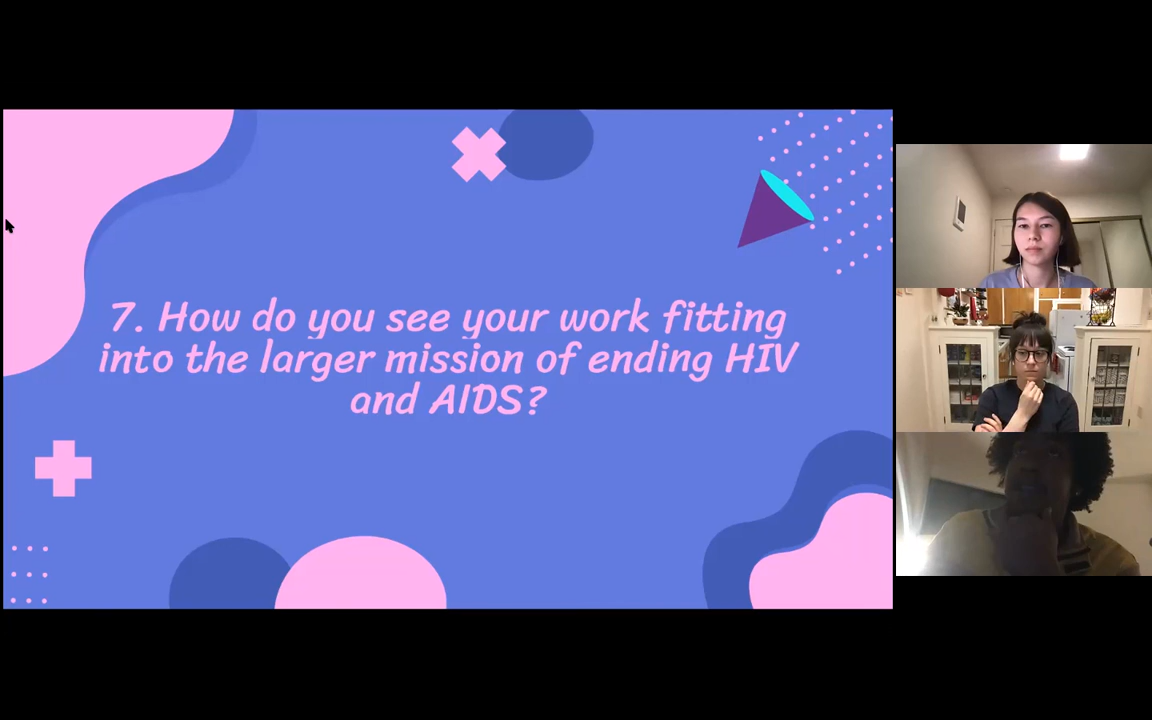 7. How do you see your work fitting
into the larger mission of ending HIV
and AIDS?